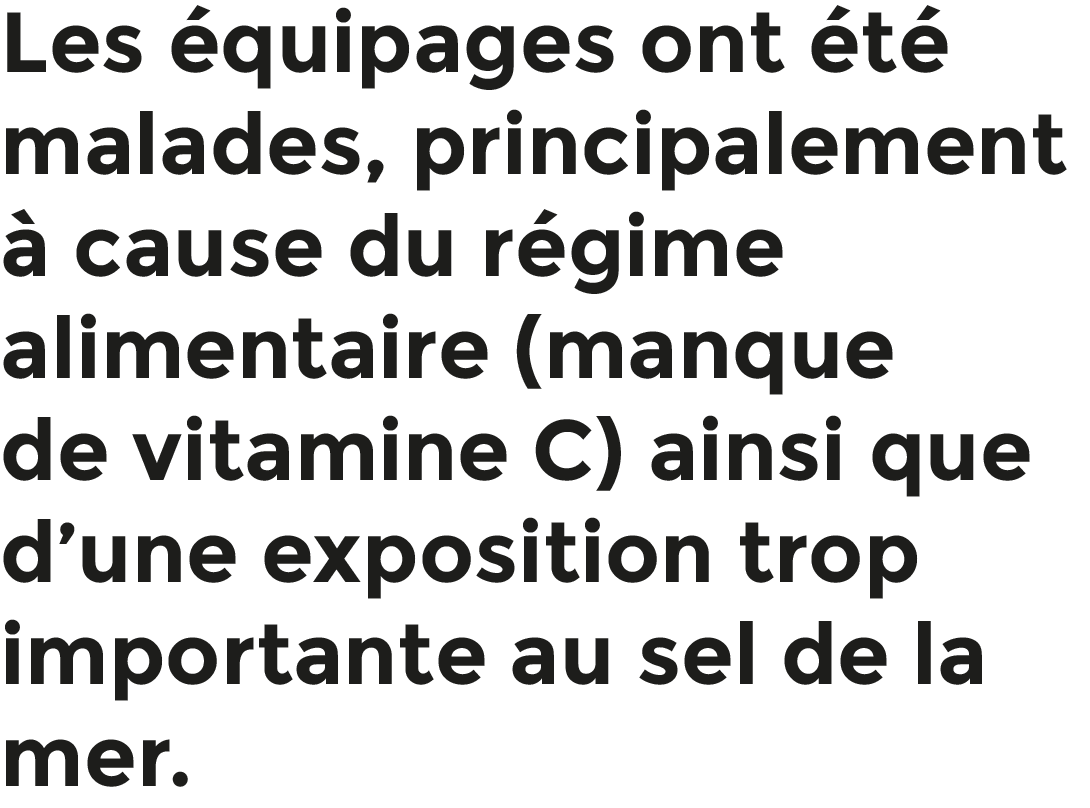 Les équipages ont été
malades, principalement
à cause du régime
alimentaire (manque
de vitamine C) ainsi que
d’une exposition trop
importante au sel de la
mer.